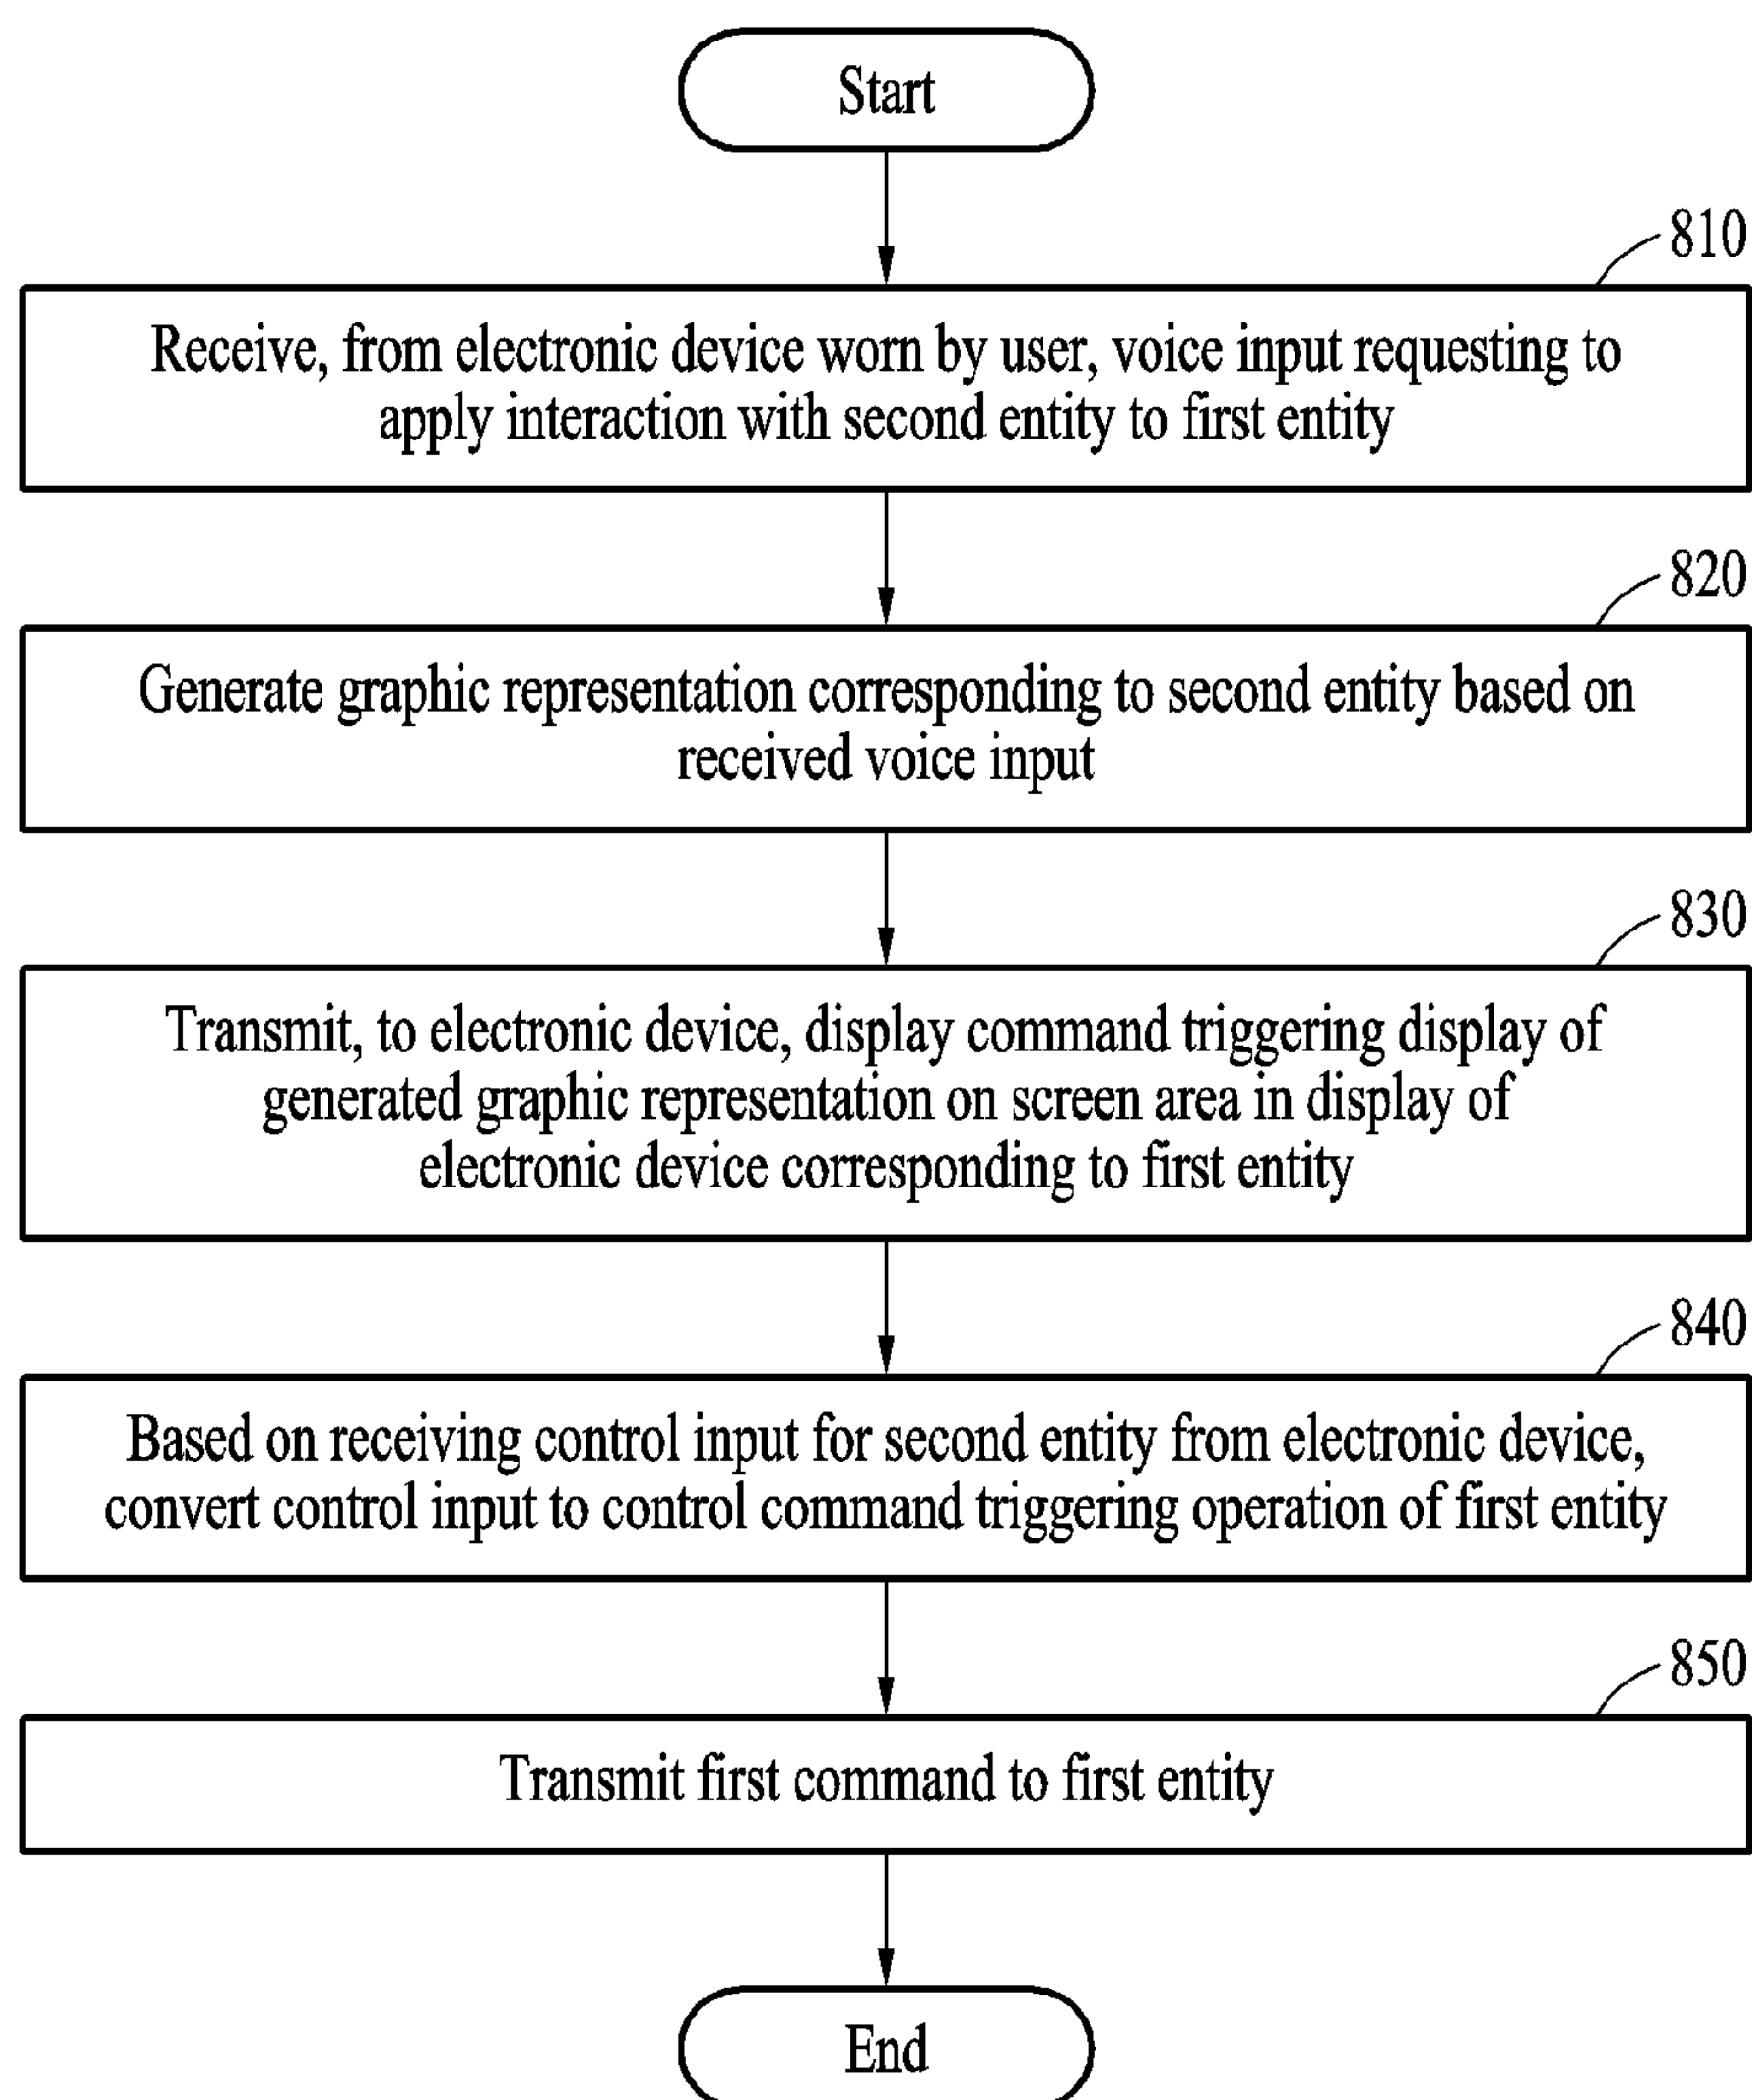 Start
810
Receive, from electronic device worn by user, voice input requesting to
apply interaction with second entity to first entity
820
Generate graphic representation corresponding to second entity based on
received voice input
830
Transmit, to electronic device, display command triggering display of
generated graphic representation on screen area in display of
electronic device corresponding to first entity
840
Based on receiving control input for second entity from electronic device,
convert control input to control command triggering operation of first entity
850
Transmit first command to first entity
End